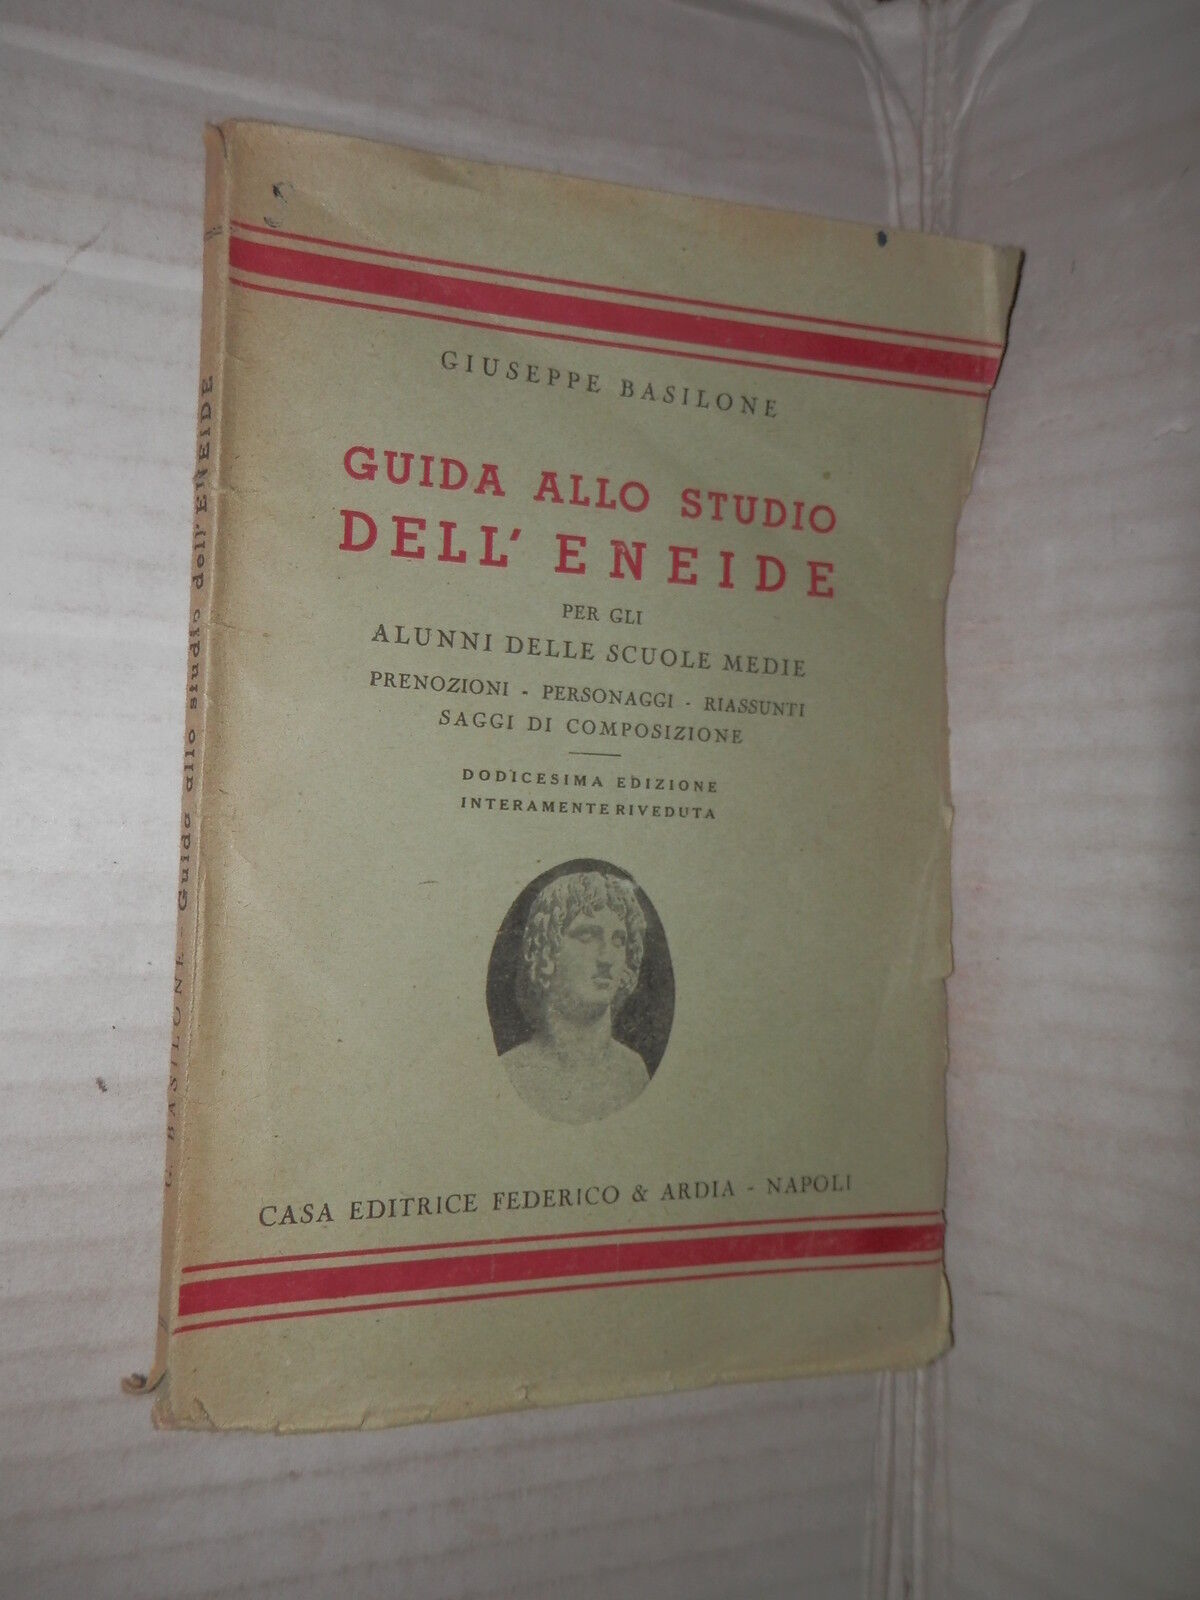 GIUSEPPE BASILONE
GUIDA ALLO STUDIO
DELL' ENEIDE
PER GLI
ALUNNI DELLE SCUOLE MEDIE
PRENOZIONI - PERSONAGGI - RIASSUNTI
SAGGI DI COMPOSIZIONE
DODICESIMA EDIZIONE
INTERAMENTE RIVEDUTA
CASA EDITRICE FEDERICO & ARDIA - NAPOLI
G. BASILONE Guida allo studio dell'ENEIDE